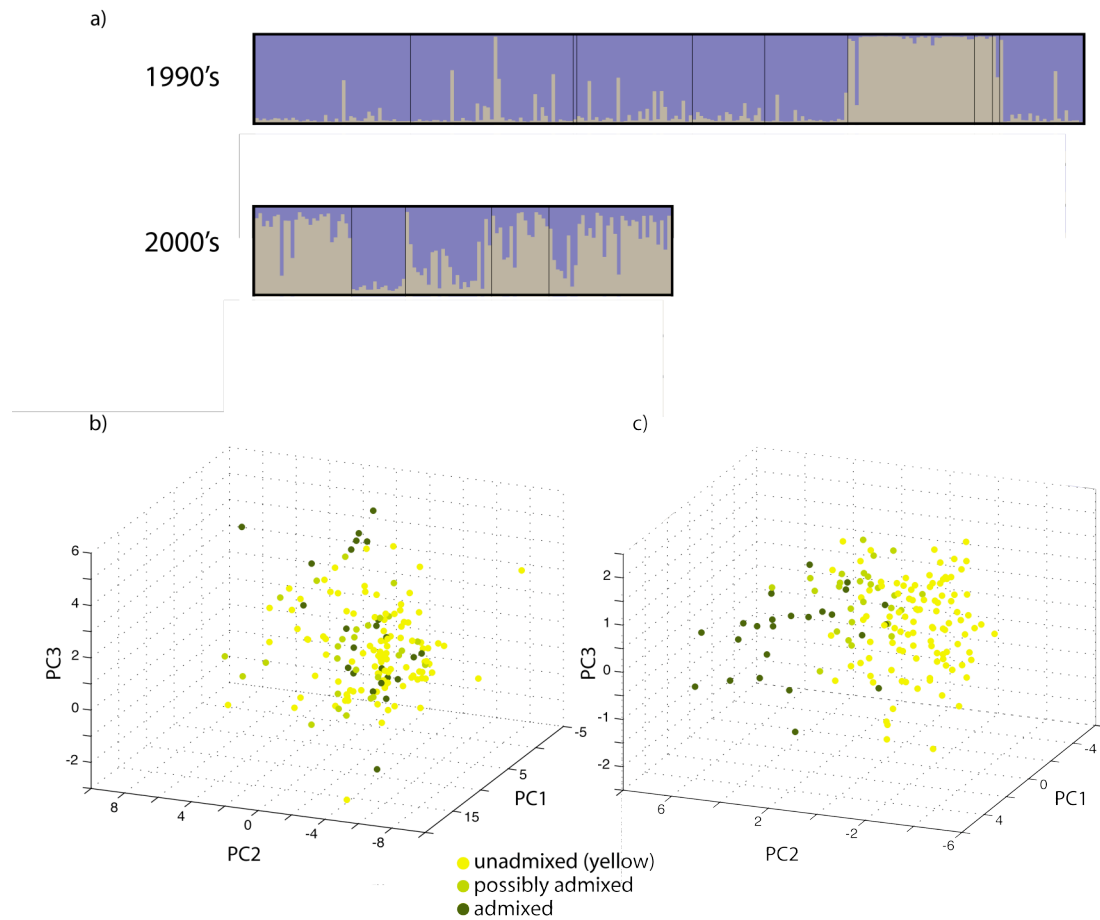 a)
1990's
2000's
b)
c)
6
4
2
0
-2
PC3
8
4
0
-4
-8
PC2
15
5
-5
PC1
2
1
0
-1
-2
PC3
6
2
-2
-6
PC2
4
0
-4
PC1
unadmixed (yellow)
possibly admixed
admixed